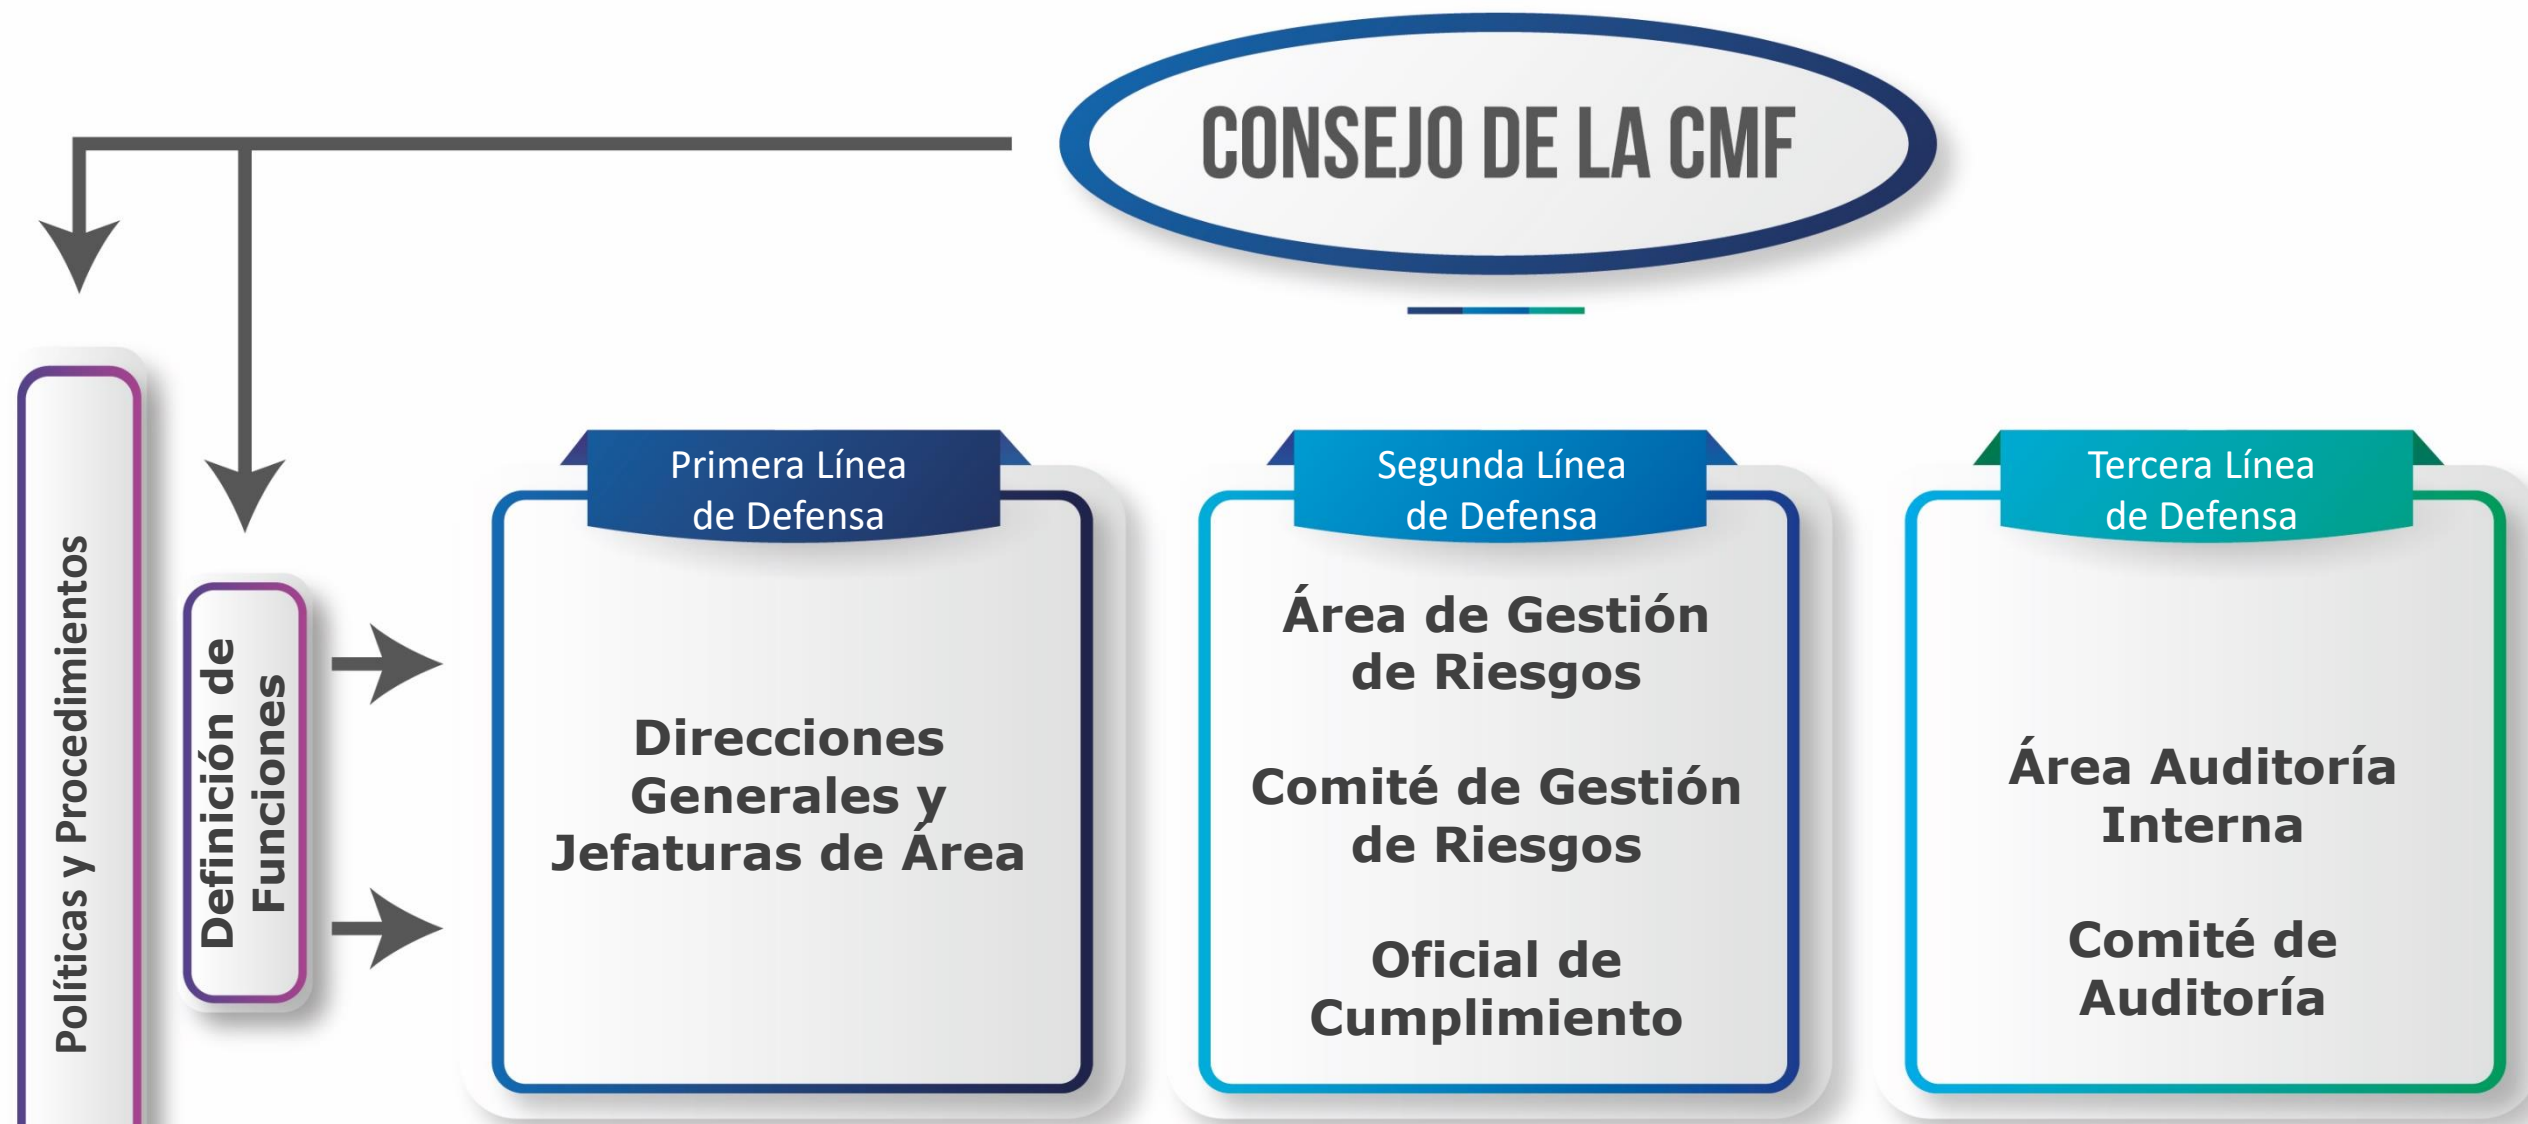 CONSEJO DE LA CMF
Políticas y Procedimientos
Definición de
Funciones
Primera Línea
de Defensa
Direcciones
Generales y
Jefaturas de Área
Segunda Línea
de Defensa
Área de Gestión
de Riesgos
Comité de Gestión
de Riesgos
Oficial de
Cumplimiento
Tercera Línea
de Defensa
Área Auditoría
Interna
Comité de
Auditoría